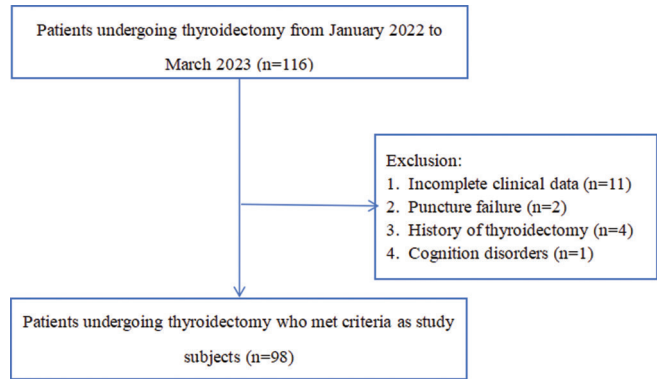 Patients undergoing thyroidectomy from January 2022 to
March 2023 (n=116)
Exclusion:
1. Incomplete clinical data (n=11)
2. Puncture failure (n=2)
3. History of thyroidectomy (n=4)
4. Cognition disorders (n=1)
Patients undergoing thyroidectomy who met criteria as study
subjects (n=98)